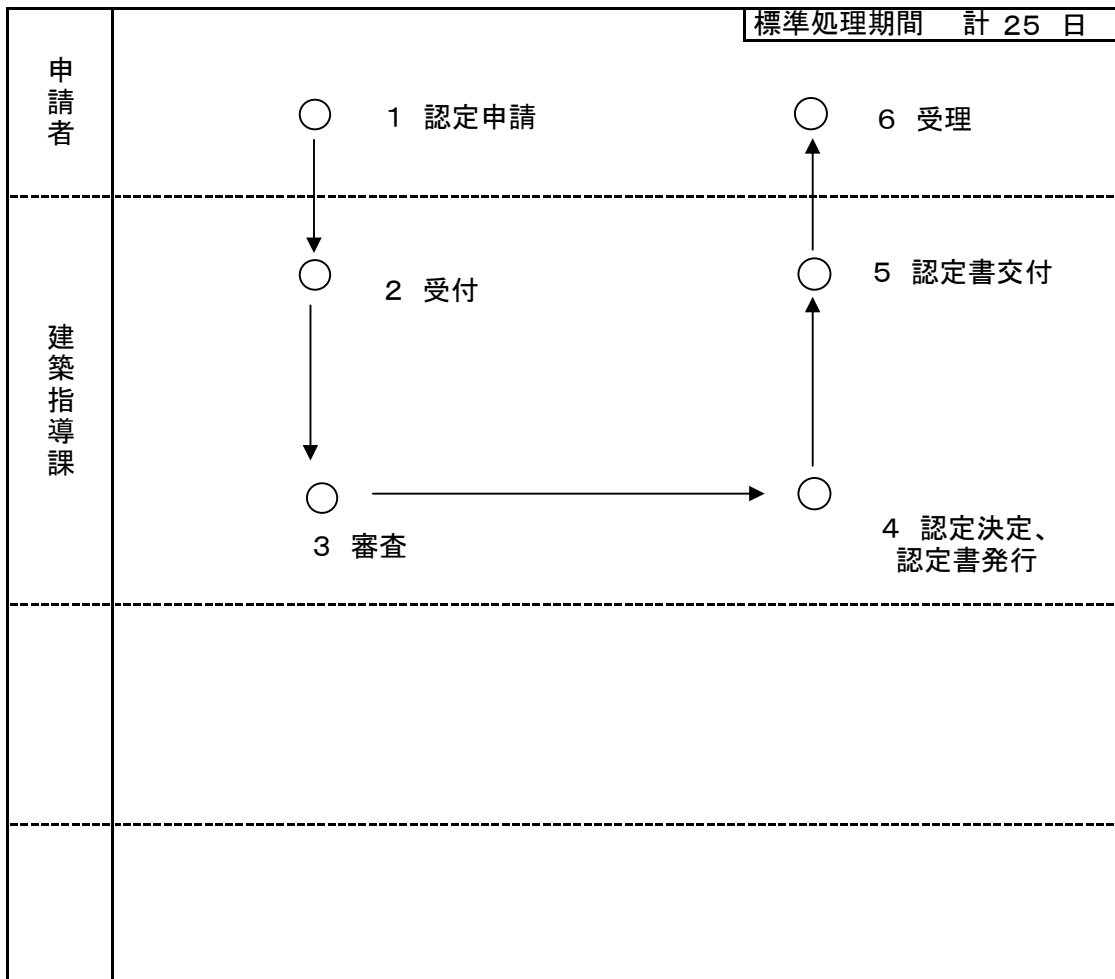 標準処理期間 計 25 日
申請者
1 認定申請
6 受理
建築指導課
2 受付
5 認定書交付
3 審査
4 認定決定、
認定書発行